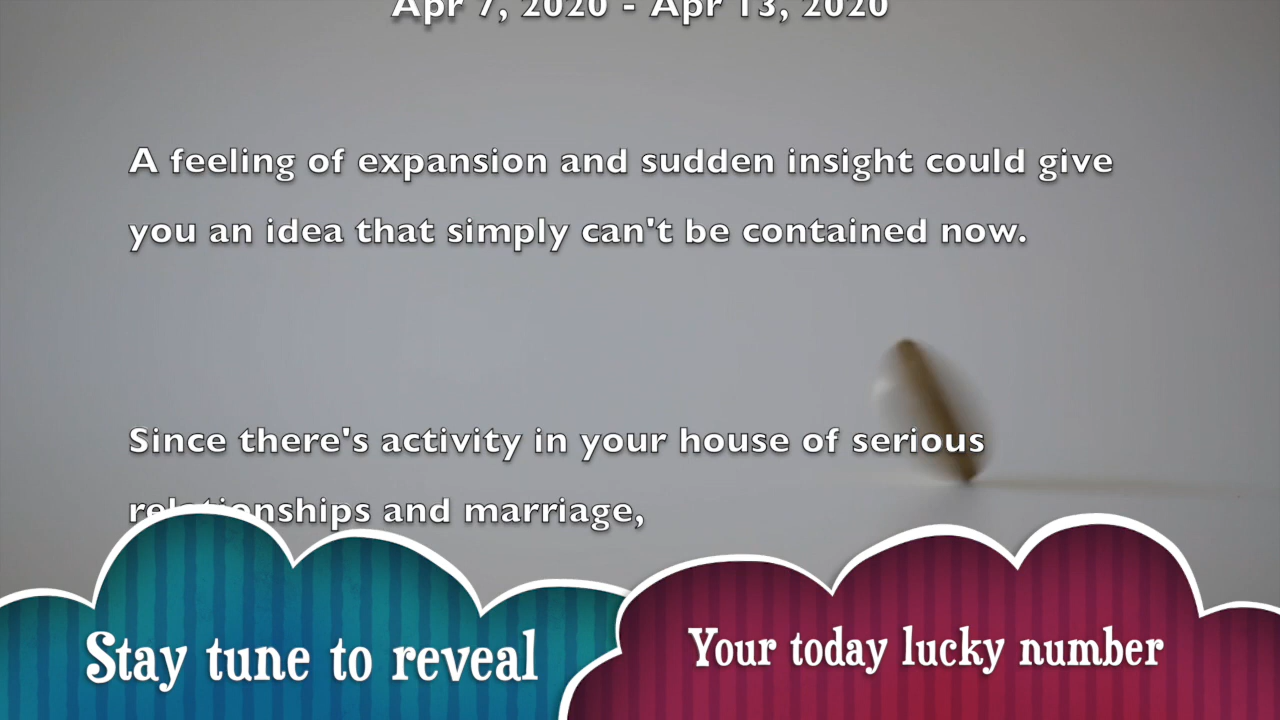 Apr 7, 2020 - Apr 13, 2020
A feeling of expansion and sudden insight could give
you an idea that simply can't be contained now.
Since there's activity in your house of serious
relationships and marriage,
Stay tune to reveal
Your today lucky number